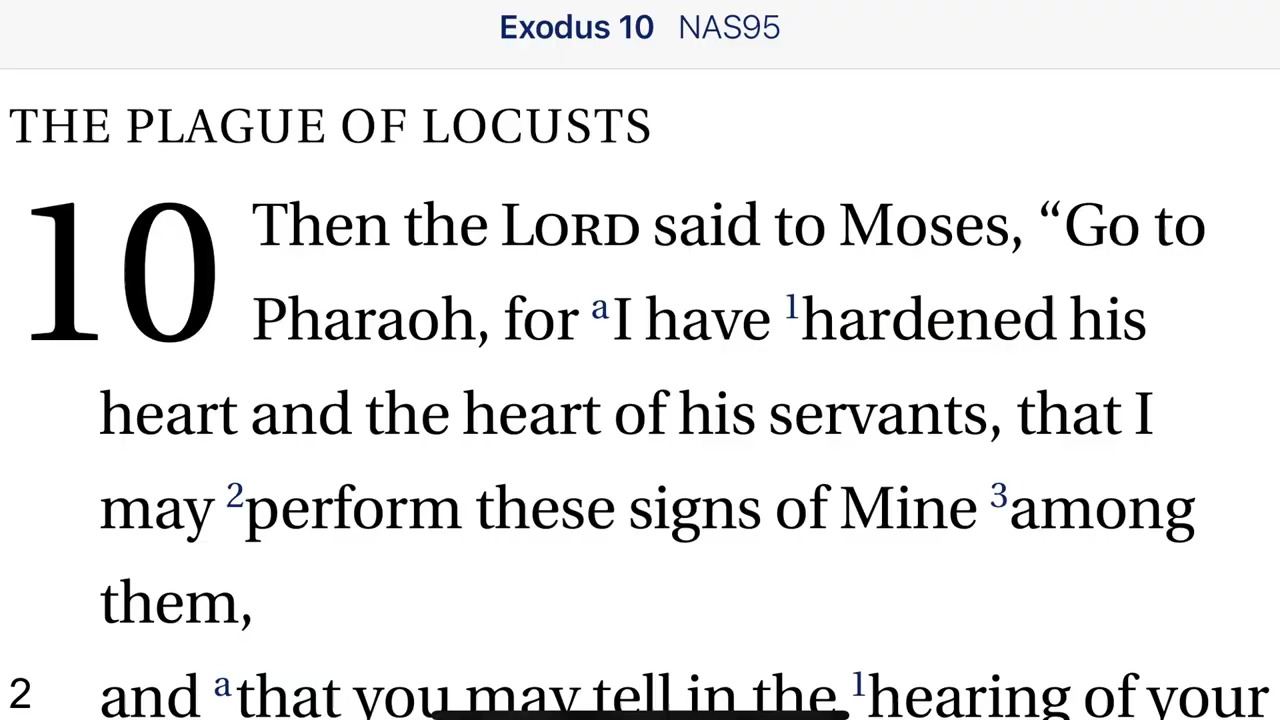 Exodus 10 NAS95
THE PLAGUE OF LOCUSTS
10 Then the LORD said to Moses, “Go to
Pharaoh, for aI have 1hardened his
heart and the heart of his servants, that I
may 2perform these signs of Mine 3among
them,
2 and athat you may tell in the 1hearing of your